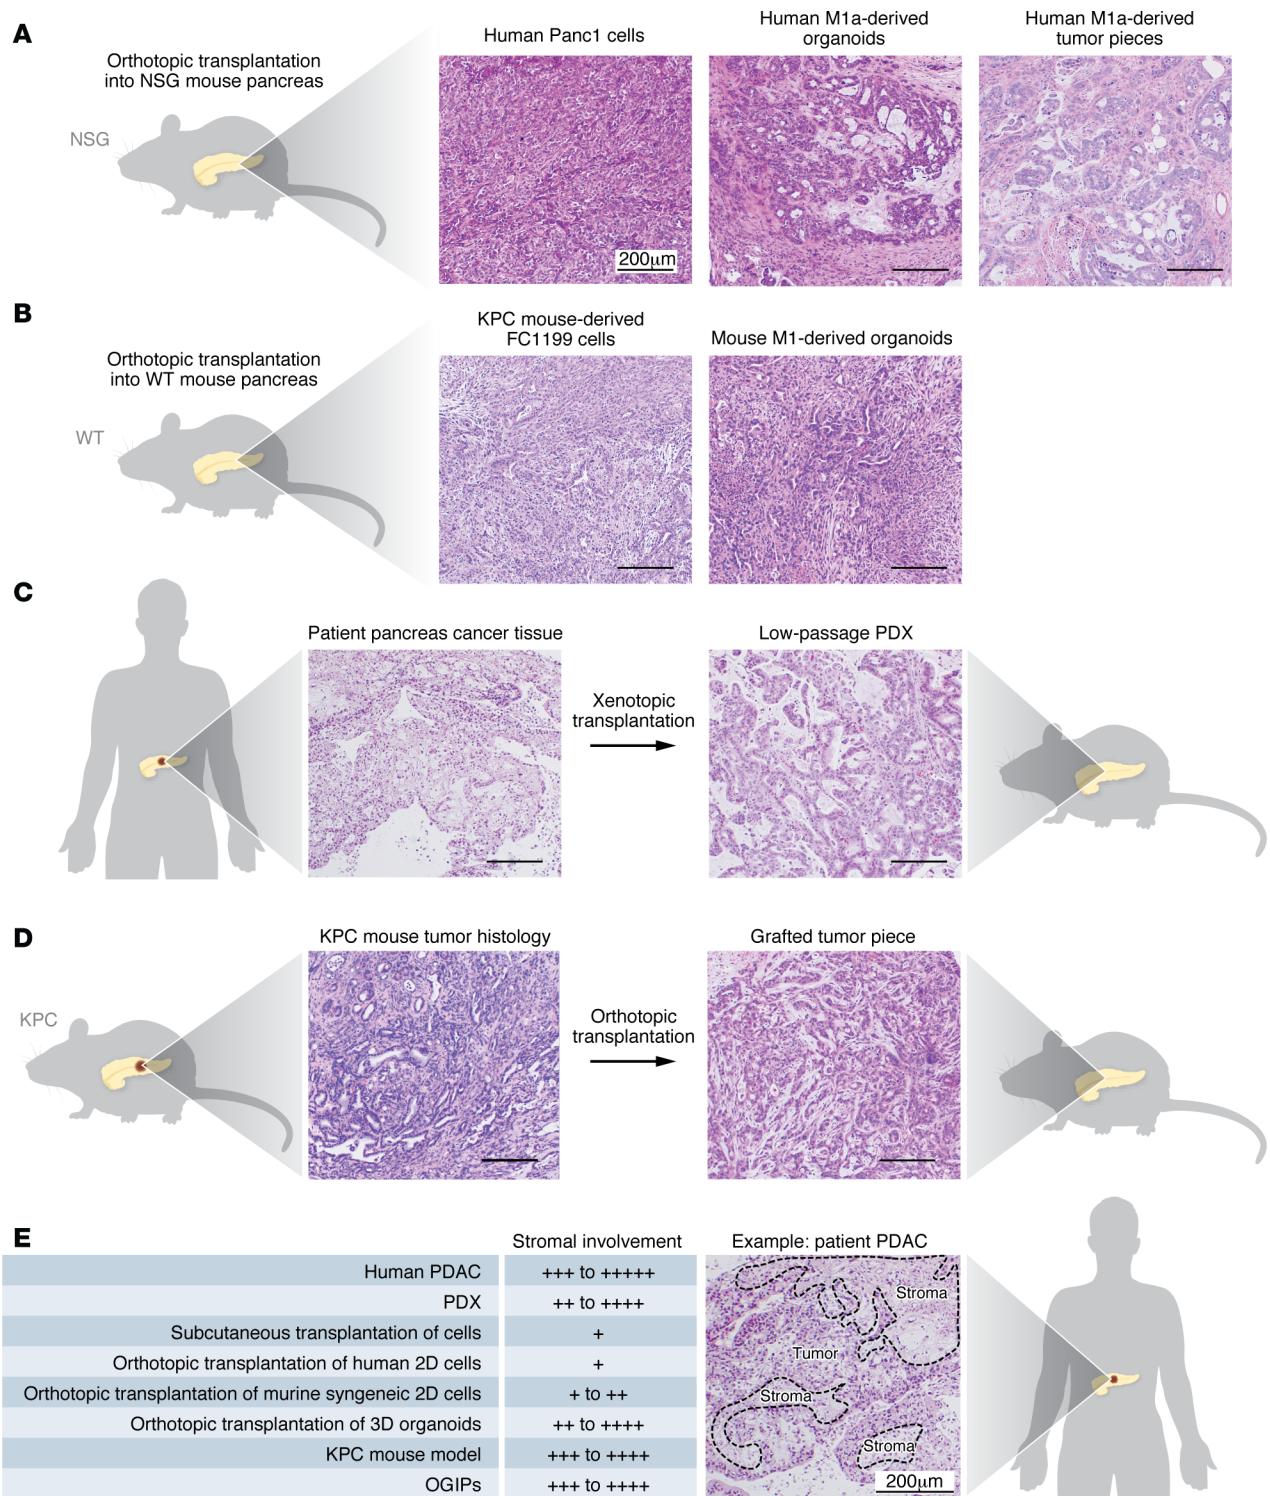 A
Orthotopic transplantation
into NSG mouse pancreas
NSG
Human Panc1 cells
Human M1a-derived
organoids
Human M1a-derived
tumor pieces
200μm
B
Orthotopic transplantation
into WT mouse pancreas
WT
KPC mouse-derived
FC1199 cells
Mouse M1-derived organoids
C
Patient pancreas cancer tissue
Xenotopic
transplantation
Low-passage PDX
D
KPC
KPC mouse tumor histology
Orthotopic
transplantation
Grafted tumor piece
E
Stromal involvement
Human PDAC +++ to +++++
PDX ++ to ++++
Subcutaneous transplantation of cells +
Orthotopic transplantation of human 2D cells +
Orthotopic transplantation of murine syngeneic 2D cells + to ++
Orthotopic transplantation of 3D organoids ++ to ++++
KPC mouse model +++ to ++++
OGIPs +++ to ++++
Example: patient PDAC
Stroma
Tumor
Stroma
Stroma
200μm